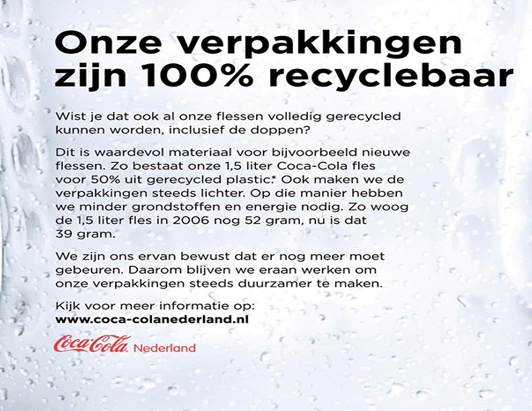 Onze verpakkingen
zijn 100% recyclebaar
Wist je dat ook al onze flessen volledig gerecycled
kunnen worden, inclusief de doppen?
Dit is waardevol materiaal voor bijvoorbeeld nieuwe
flessen. Zo bestaat onze 1,5 liter Coca-Cola fles
voor 50% uit gerecycled plastic.* Ook maken we de
verpakkingen steeds lichter. Op die manier hebben
we minder grondstoffen en energie nodig. Zo woog
de 1,5 liter fles in 2006 nog 52 gram, nu is dat
39 gram.
We zijn ons ervan bewust dat er nog meer moet
gebeuren. Daarom blijven we eraan werken om
onze verpakkingen steeds duurzamer te maken.
Kijk voor meer informatie op:
www.coca-colanederland.nl
Coca-Cola Nederland